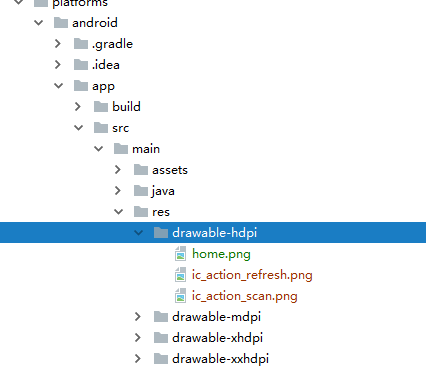 platforms
android
.gradle
.idea
app
build
src
main
assets
java
res
drawable-hdpi
home.png
ic_action_refresh.png
ic_action_scan.png
drawable-mdpi
drawable-xhdpi
drawable-xxhdpi